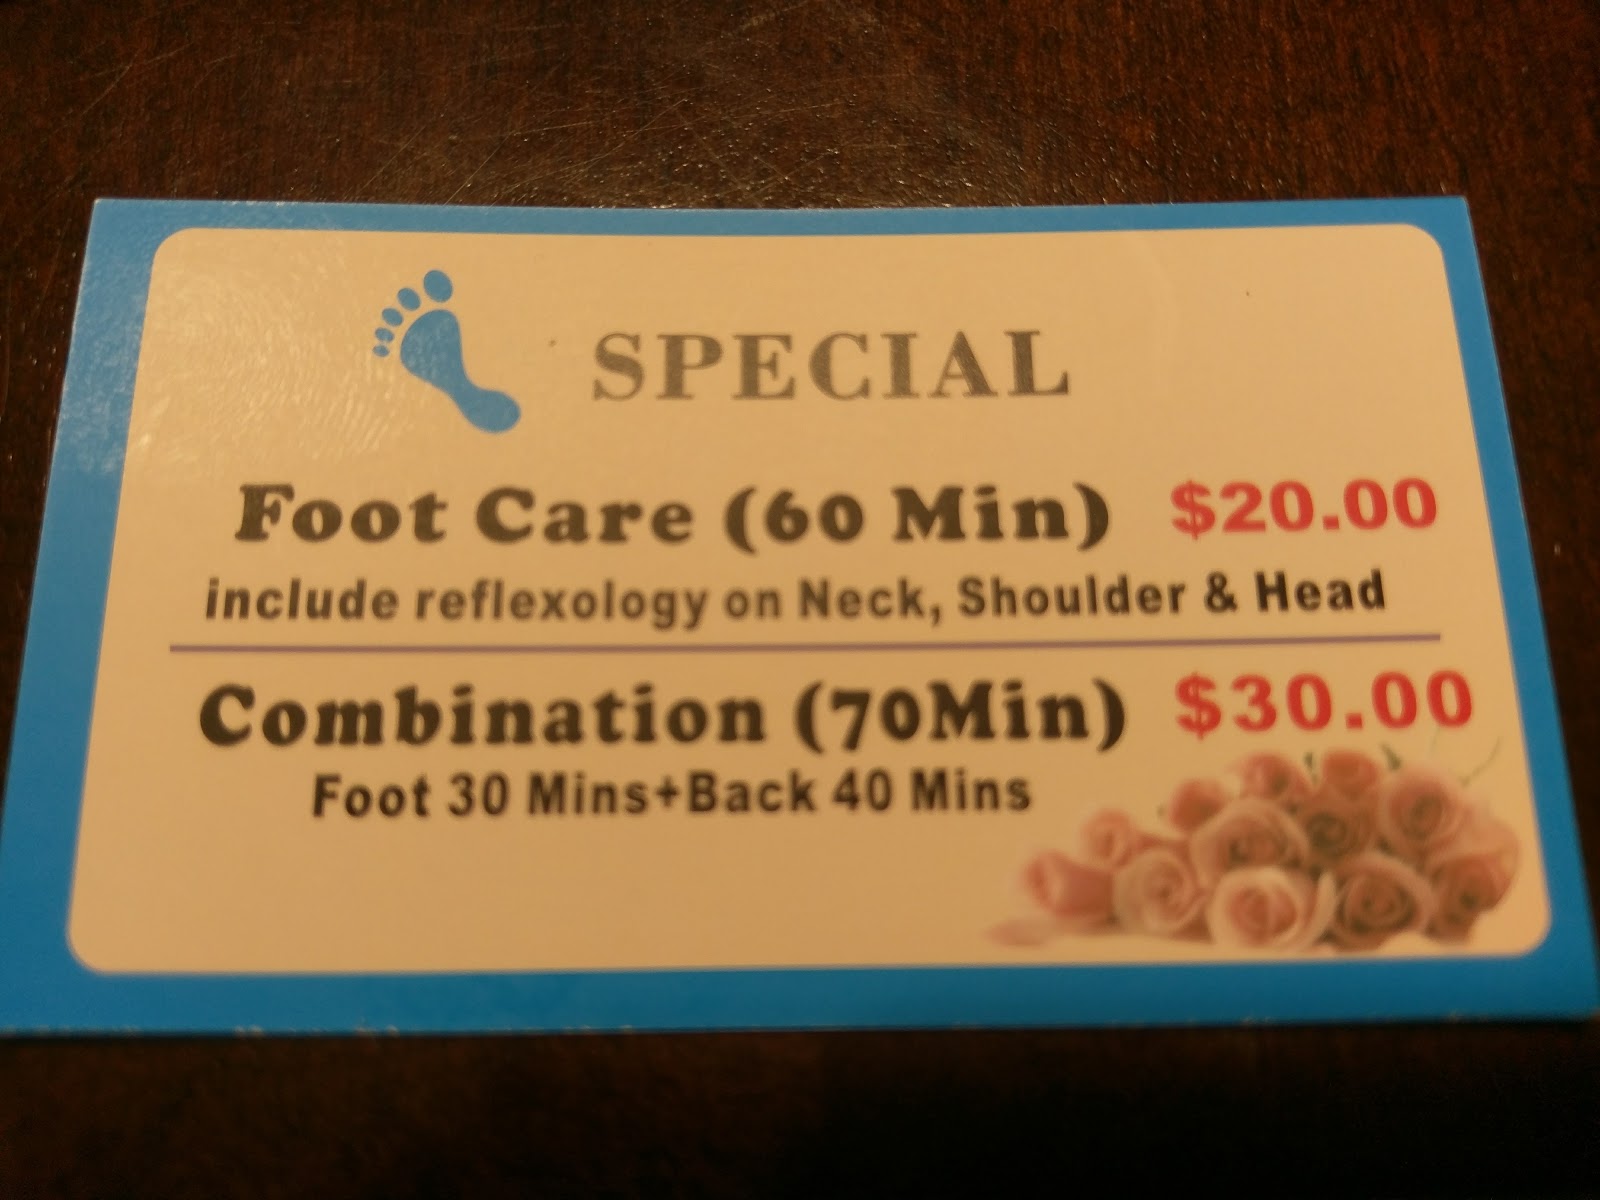 SPECIAL
Foot Care (60 Min) $20.00
include reflexology on Neck, Shoulder & Head
Combination (70Min) $30.00
Foot 30 Mins+Back 40 Mins